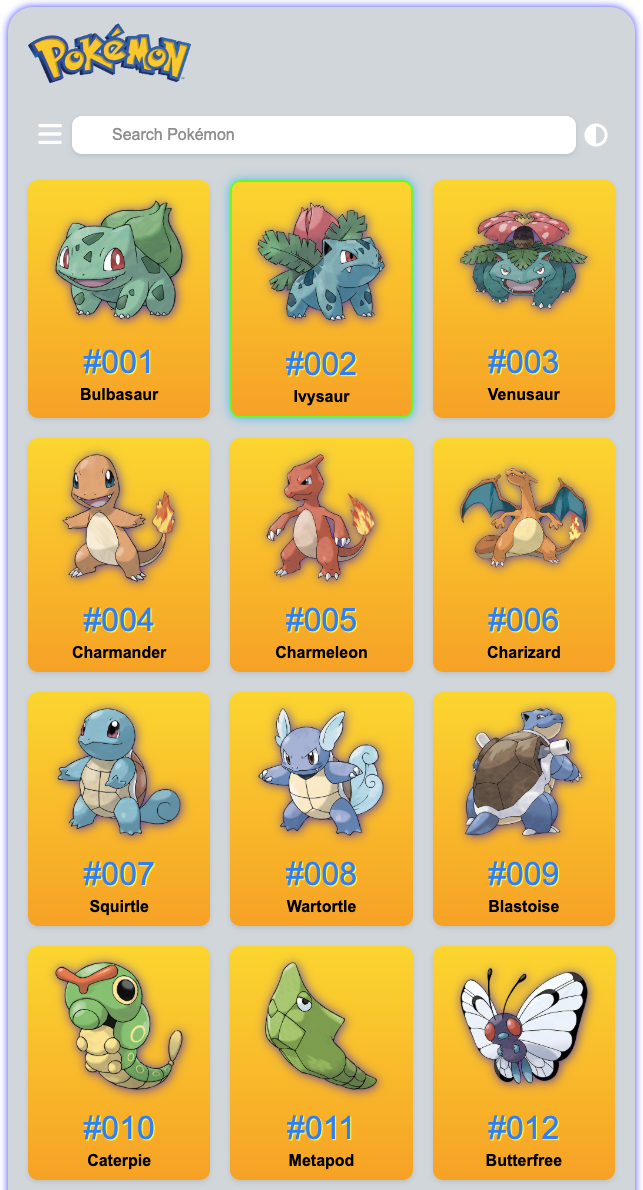 POKéMON
Search Pokémon
#001
Bulbasaur
#002
Ivysaur
#003
Venusaur
#004
Charmander
#005
Charmeleon
#006
Charizard
#007
Squirtle
#008
Wartortle
#009
Blastoise
#010
Caterpie
#011
Metapod
#012
Butterfree